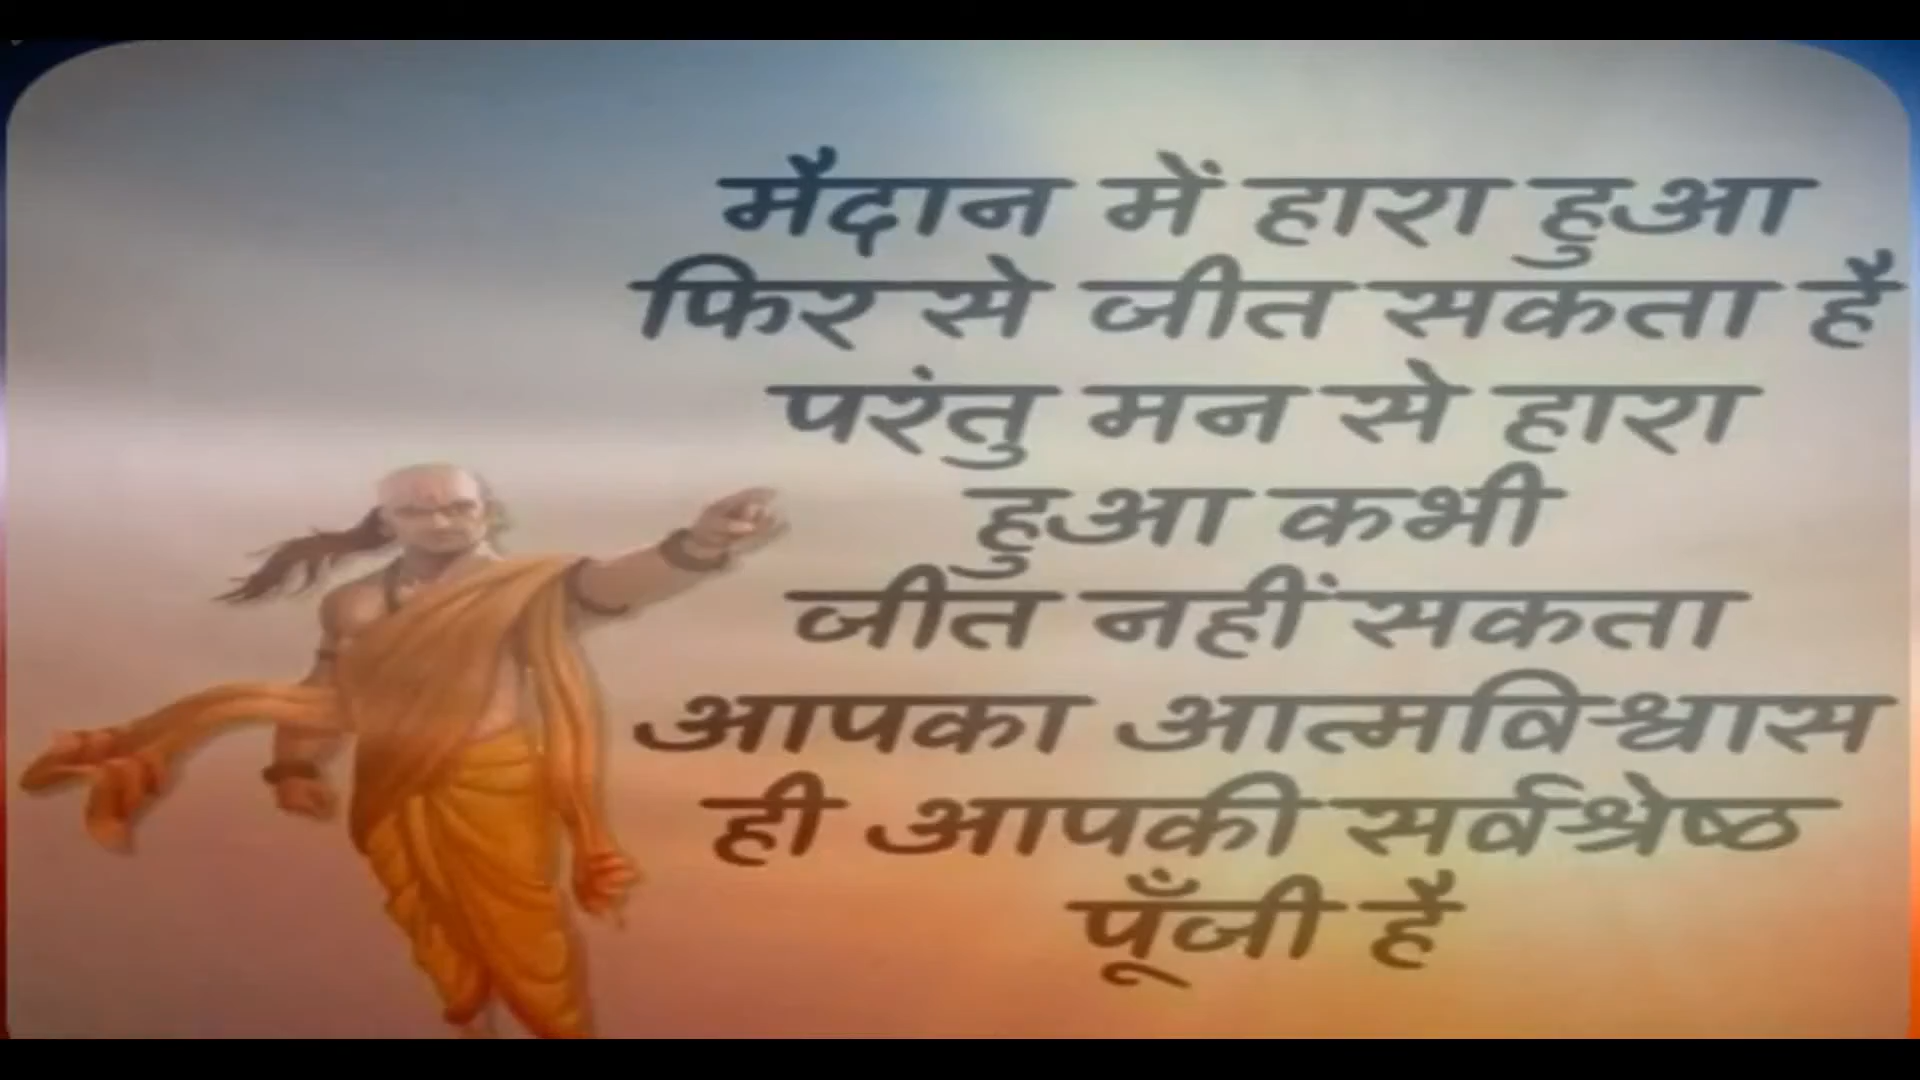 मैदान में हारा हुआ
फिर से जीत सकता है
परंतु मन से हारा
हुआ कभी
जीत नहीं सकता
आपका आत्मविश्वास
ही आपकी सर्वश्रेष्ठ
पूँजी है